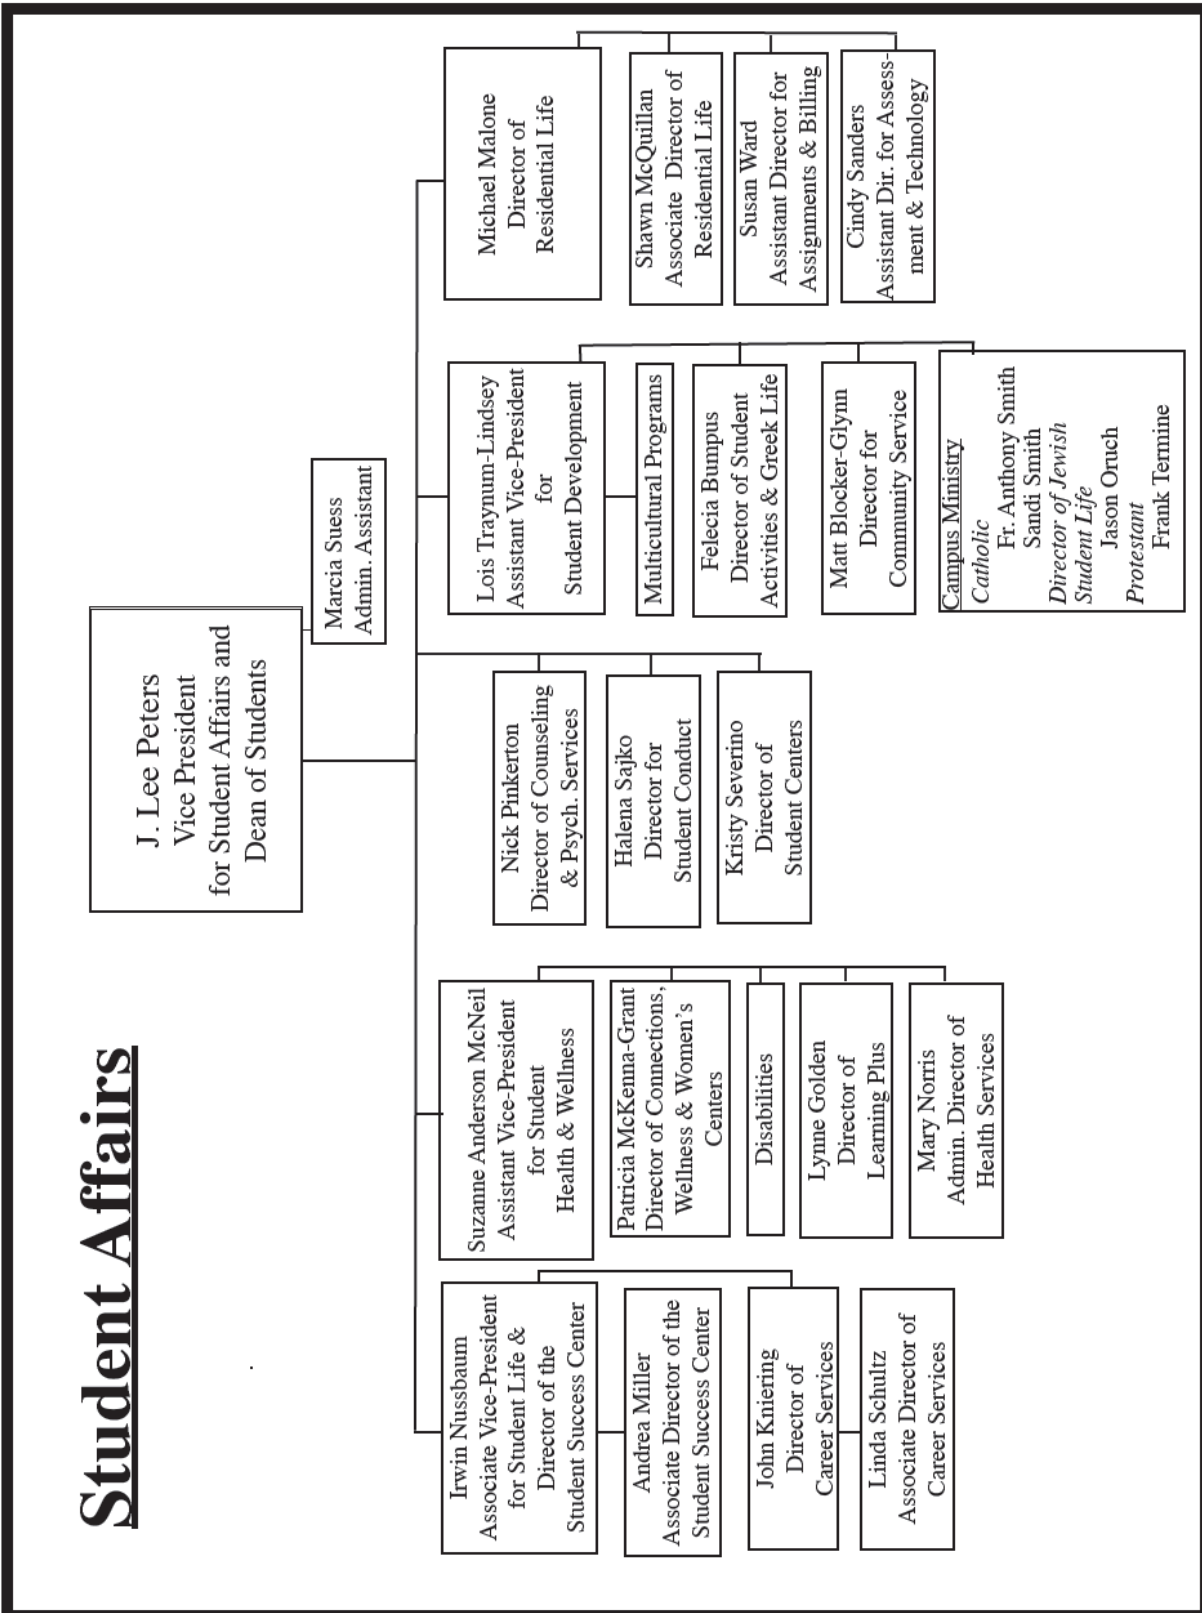 Student Affairs
J. Lee Peters
Vice President
for Student Affairs and
Dean of Students
Marcia Suess
Admin. Assistant
Irwin Nussbaum
Associate Vice-President
for Student Life &
Director of the
Student Success Center
Andrea Miller
Associate Director of the
Student Success Center
John Kniering
Director of
Career Services
Linda Schultz
Associate Director of
Career Services
Suzanne Anderson McNeil
Assistant Vice-President
for Student
Health & Wellness
Patricia McKenna-Grant
Director of Connections,
Wellness & Women's
Centers
Disabilities
Lynne Golden
Director of
Learning Plus
Mary Norris
Admin. Director of
Health Services
Nick Pinkerton
Director of Counseling
& Psych. Services
Halena Sajko
Director for
Student Conduct
Kristy Severino
Director of
Student Centers
Lois Traynum-Lindsey
Assistant Vice-President
for
Student Development
Multicultural Programs
Felecia Bumpus
Director of Student
Activities & Greek Life
Matt Blocker-Glynn
Director for
Community Service
Campus Ministry
Catholic
Fr. Anthony Smith
Sandi Smith
Director of Jewish
Student Life
Jason Oruch
Protestant
Frank Termine
Michael Malone
Director of
Residential Life
Shawn McQuillan
Associate Director of
Residential Life
Susan Ward
Assistant Director for
Assignments & Billing
Cindy Sanders
Assistant Dir. for Assess-
ment & Technology